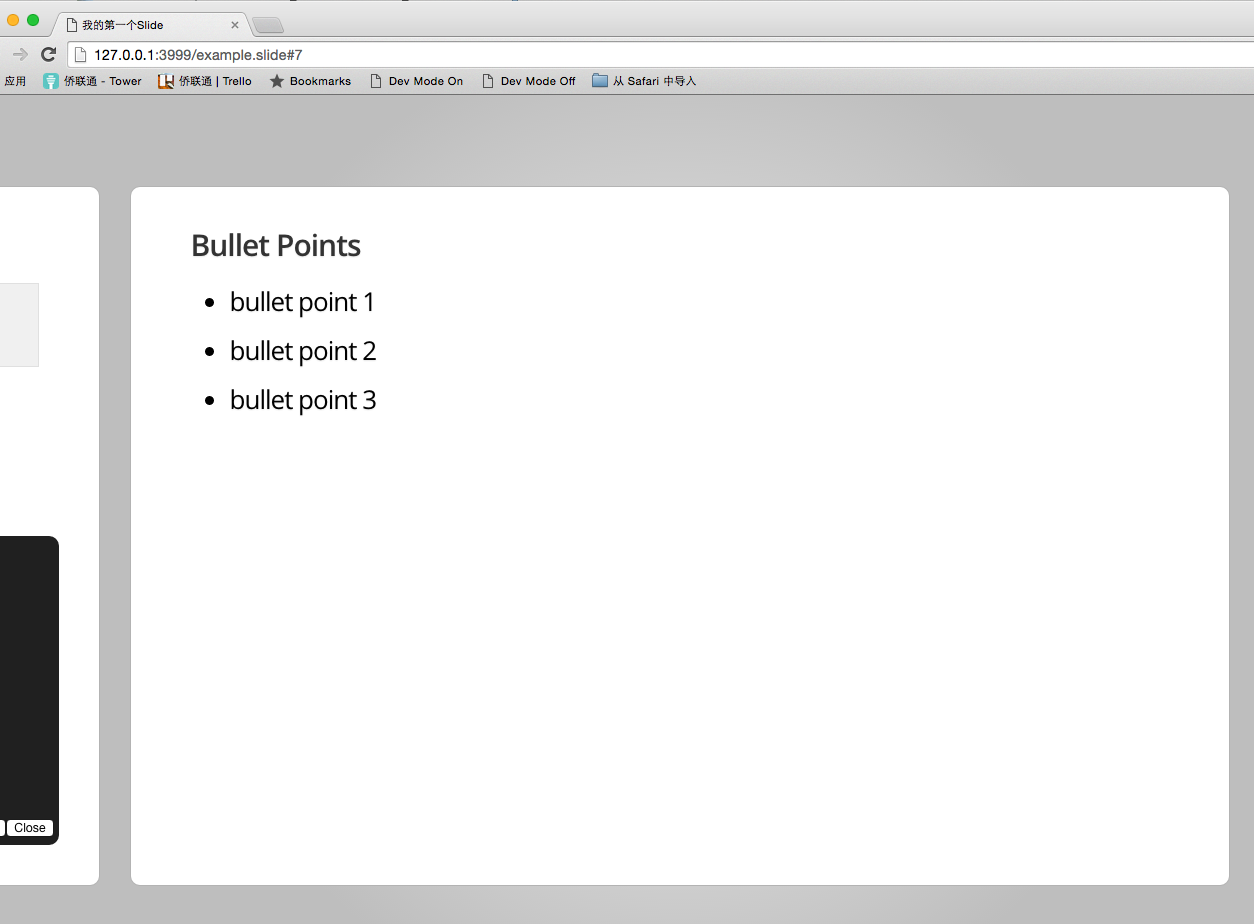 我的第一个Slide
127.0.0.1:3999/example.slide#7
应用 侨联通 - Tower 侨联通 | Trello Bookmarks Dev Mode On Dev Mode Off 从 Safari 中导入
Bullet Points
• bullet point 1
• bullet point 2
• bullet point 3
Close